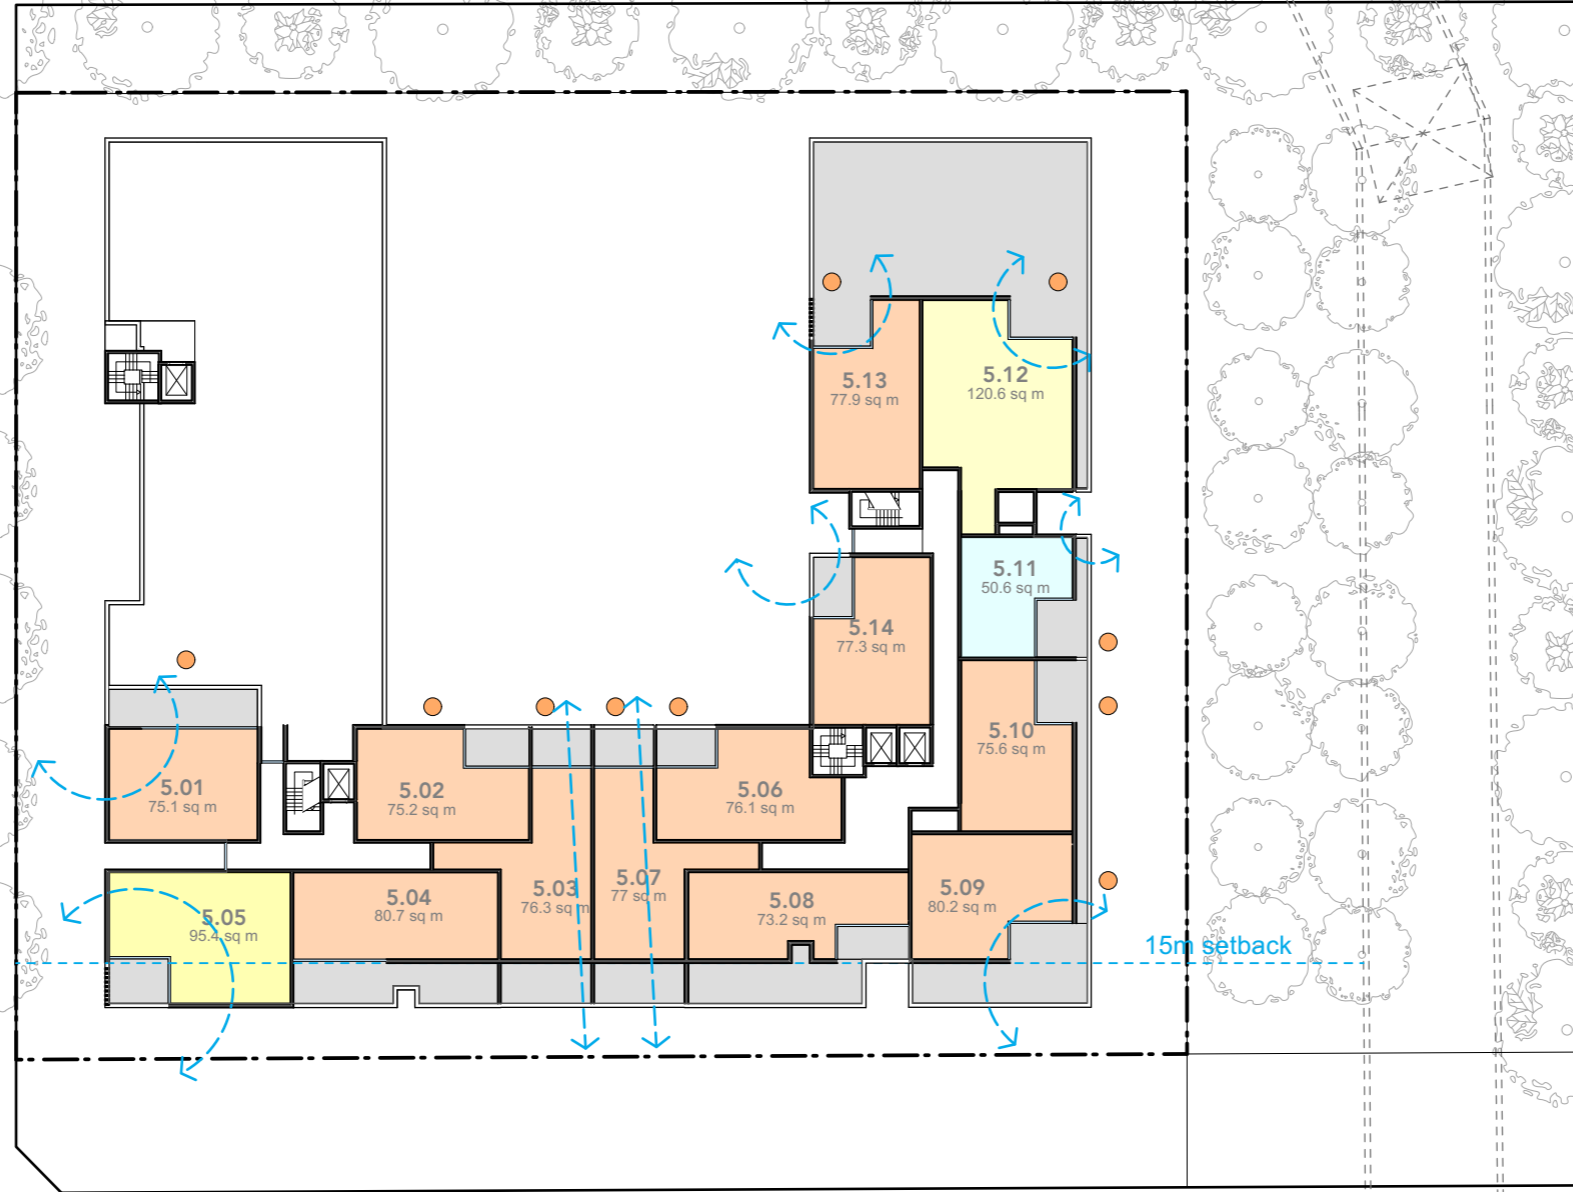 5.13
77.9 sq m
5.12
120.6 sq m
5.11
50.6 sq m
5.14
77.3 sq m
5.10
75.6 sq m
5.01
75.1 sq m
5.02
75.2 sq m
5.06
76.1 sq m
5.05
95.4 sq m
5.04
80.7 sq m
5.03
76.3 sq m
5.07
77 sq m
5.08
73.2 sq m
5.09
80.2 sq m
15m setback